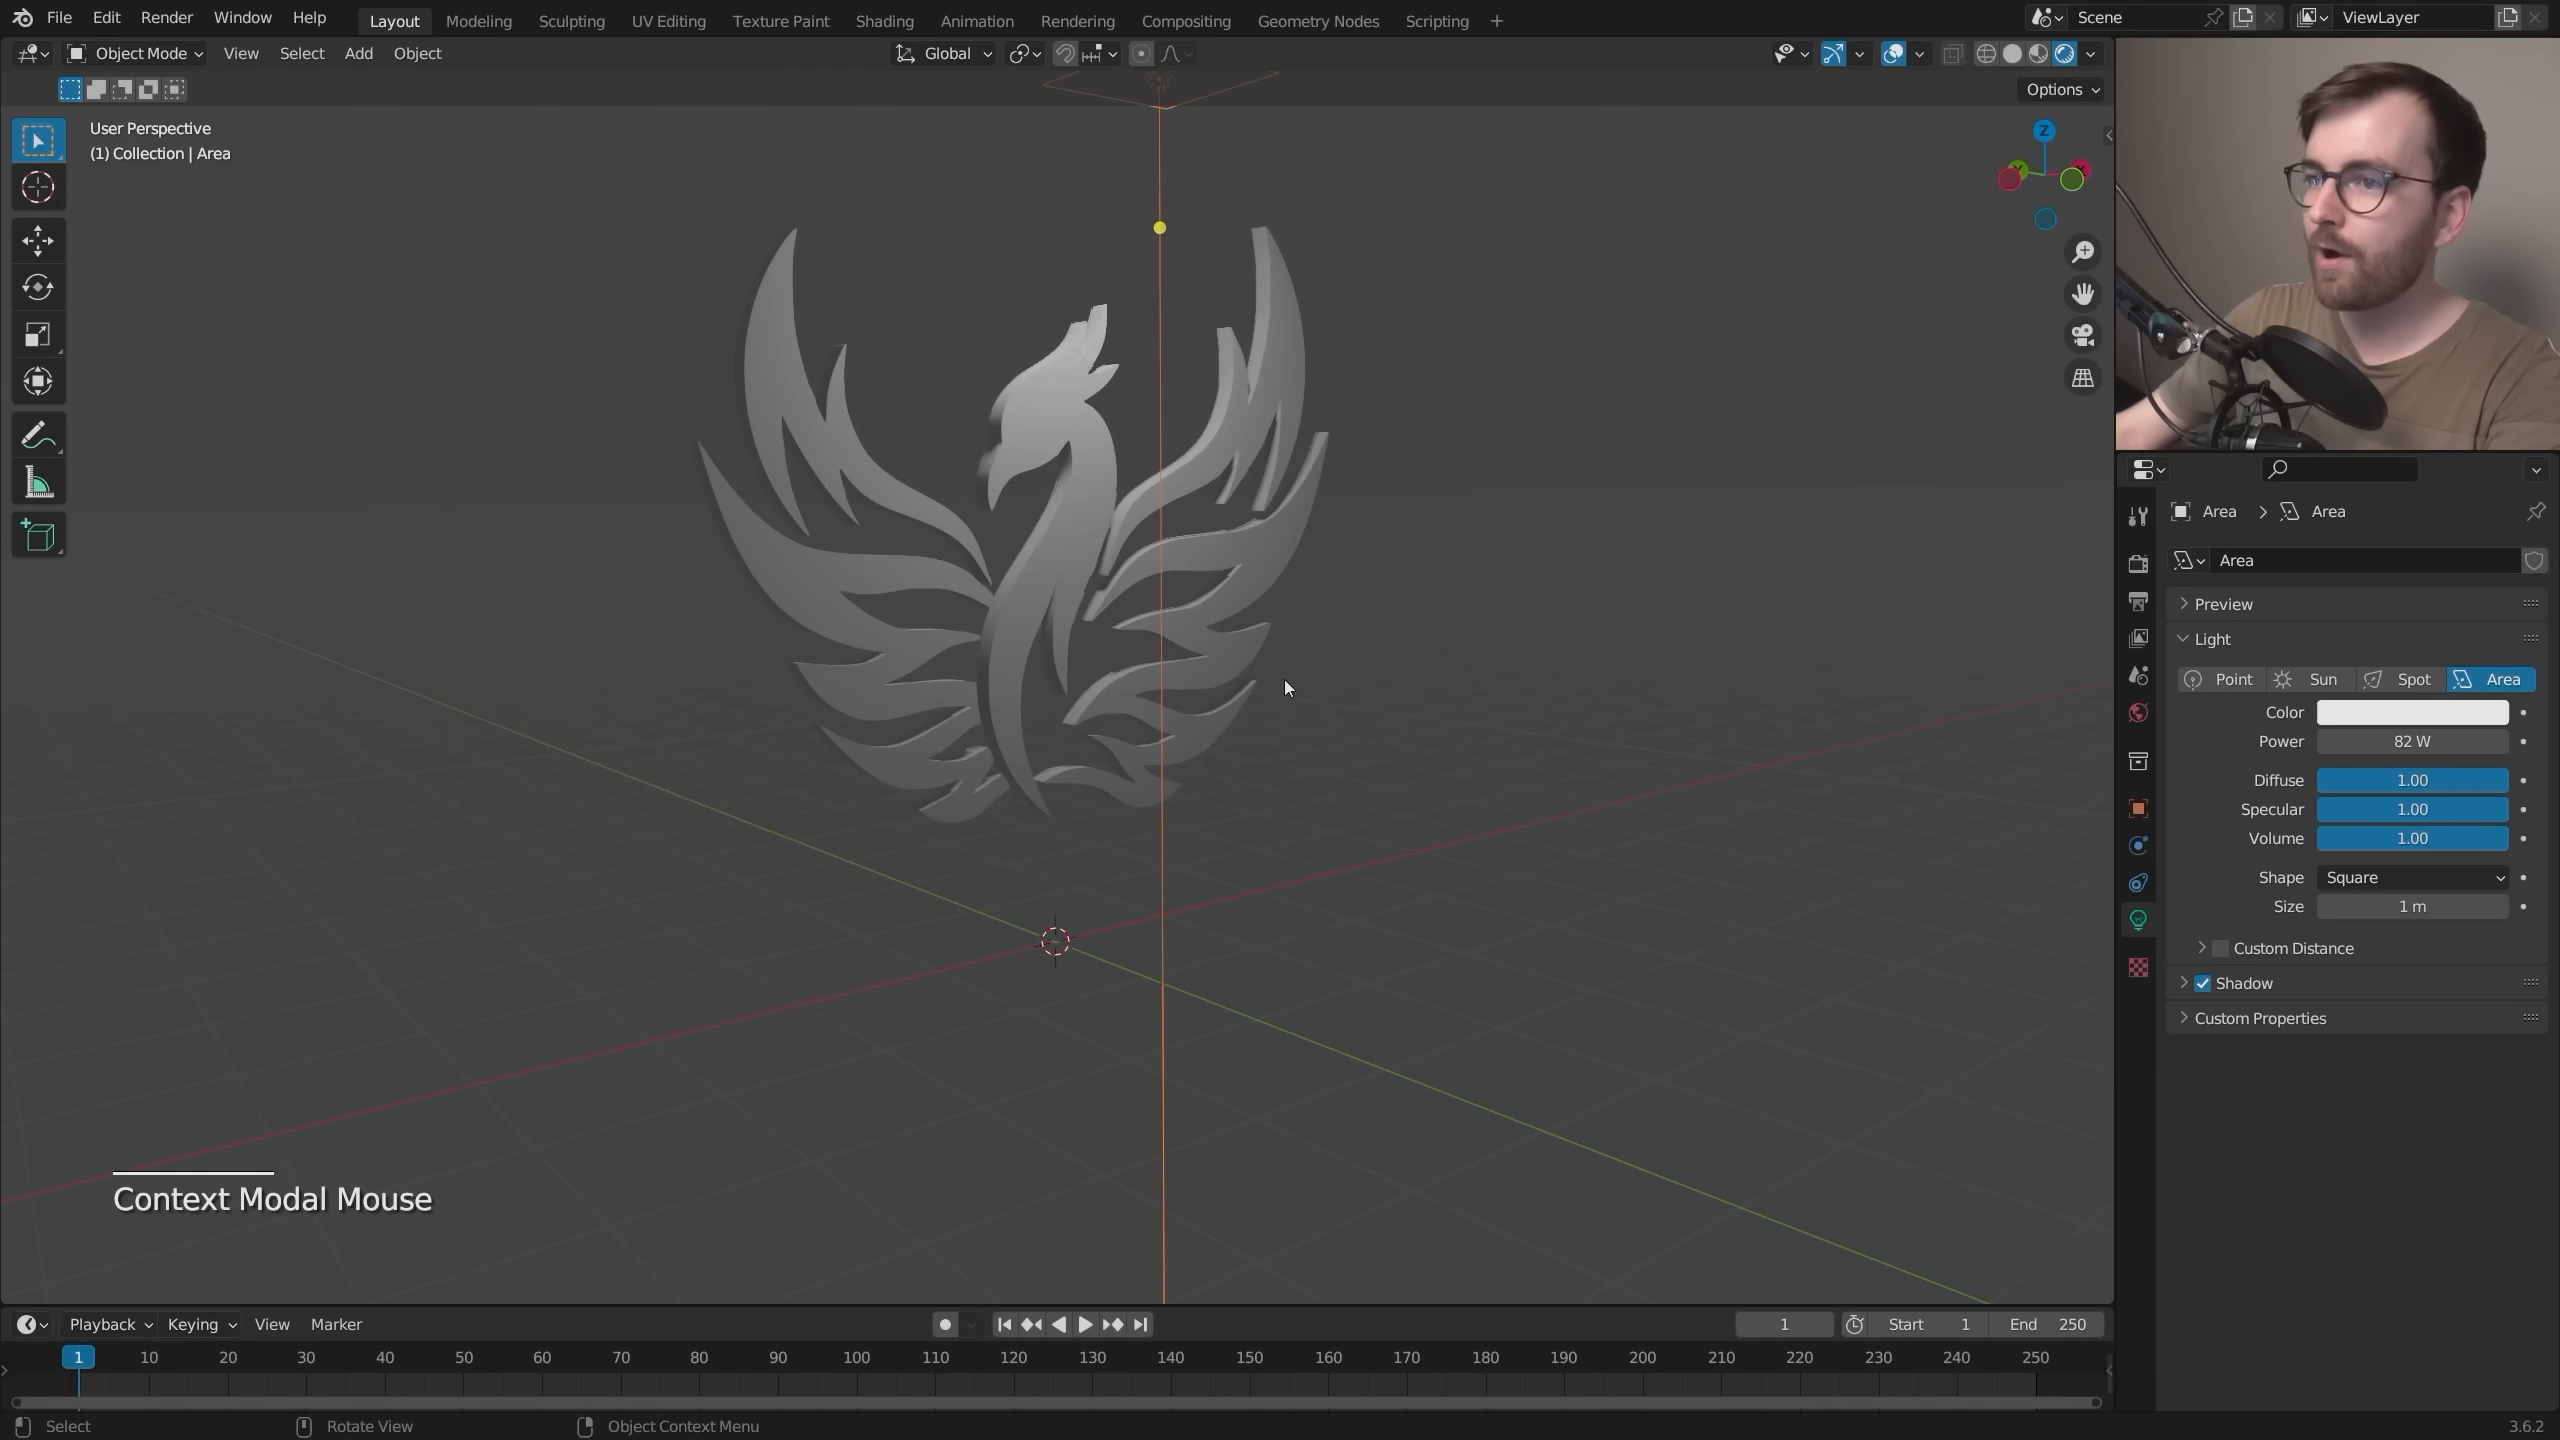 File Edit Render Window Help Layout Modeling Sculpting UV Editing Texture Paint Shading Animation Rendering Compositing Geometry Nodes Scripting + Scene ViewLayer
Object Mode View Select Add Object Global
Options
User Perspective
(1) Collection | Area
Z
Y
Area > Area
Area
Preview
Light
Point Sun Spot Area
Color
Power 82 W
Diffuse 1.00
Specular 1.00
Volume 1.00
Shape Square
Size 1 m
Custom Distance
Shadow
Custom Properties
Context Modal Mouse
Playback Keying View Marker 1 Start 1 End 250
1 10 20 30 40 50 60 70 80 90 100 110 120 130 140 150 160 170 180 190 200 210 220 230 240 250
Select Rotate View Object Context Menu 3.6.2